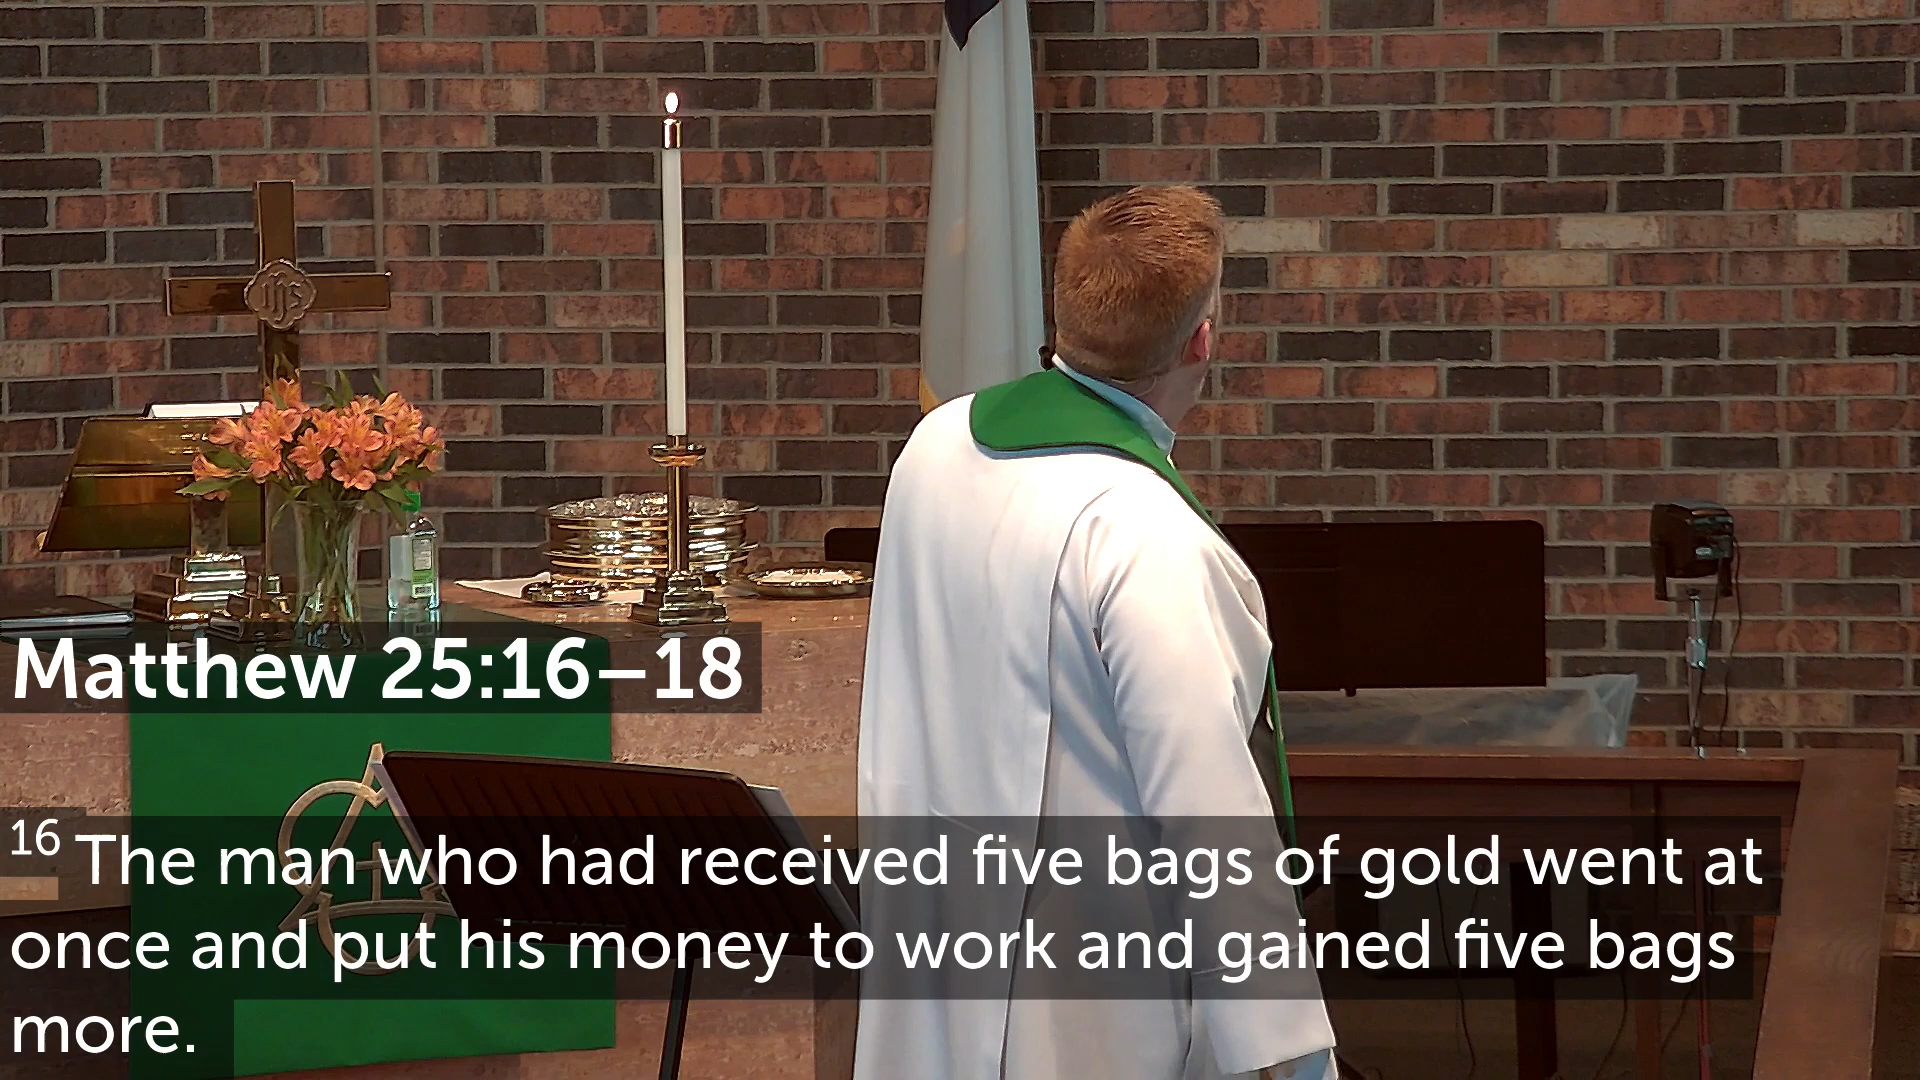 IHS
Matthew 25:16–18
16 The man who had received five bags of gold went at
once and put his money to work and gained five bags
more.